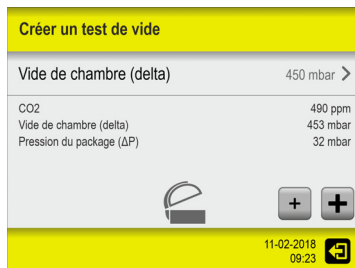 Créer un test de vide
Vide de chambre (delta) 450 mbar >
CO2 490 ppm
Vide de chambre (delta) 453 mbar
Pression du package (ΔP) 32 mbar
+ +
11-02-2018
09:23